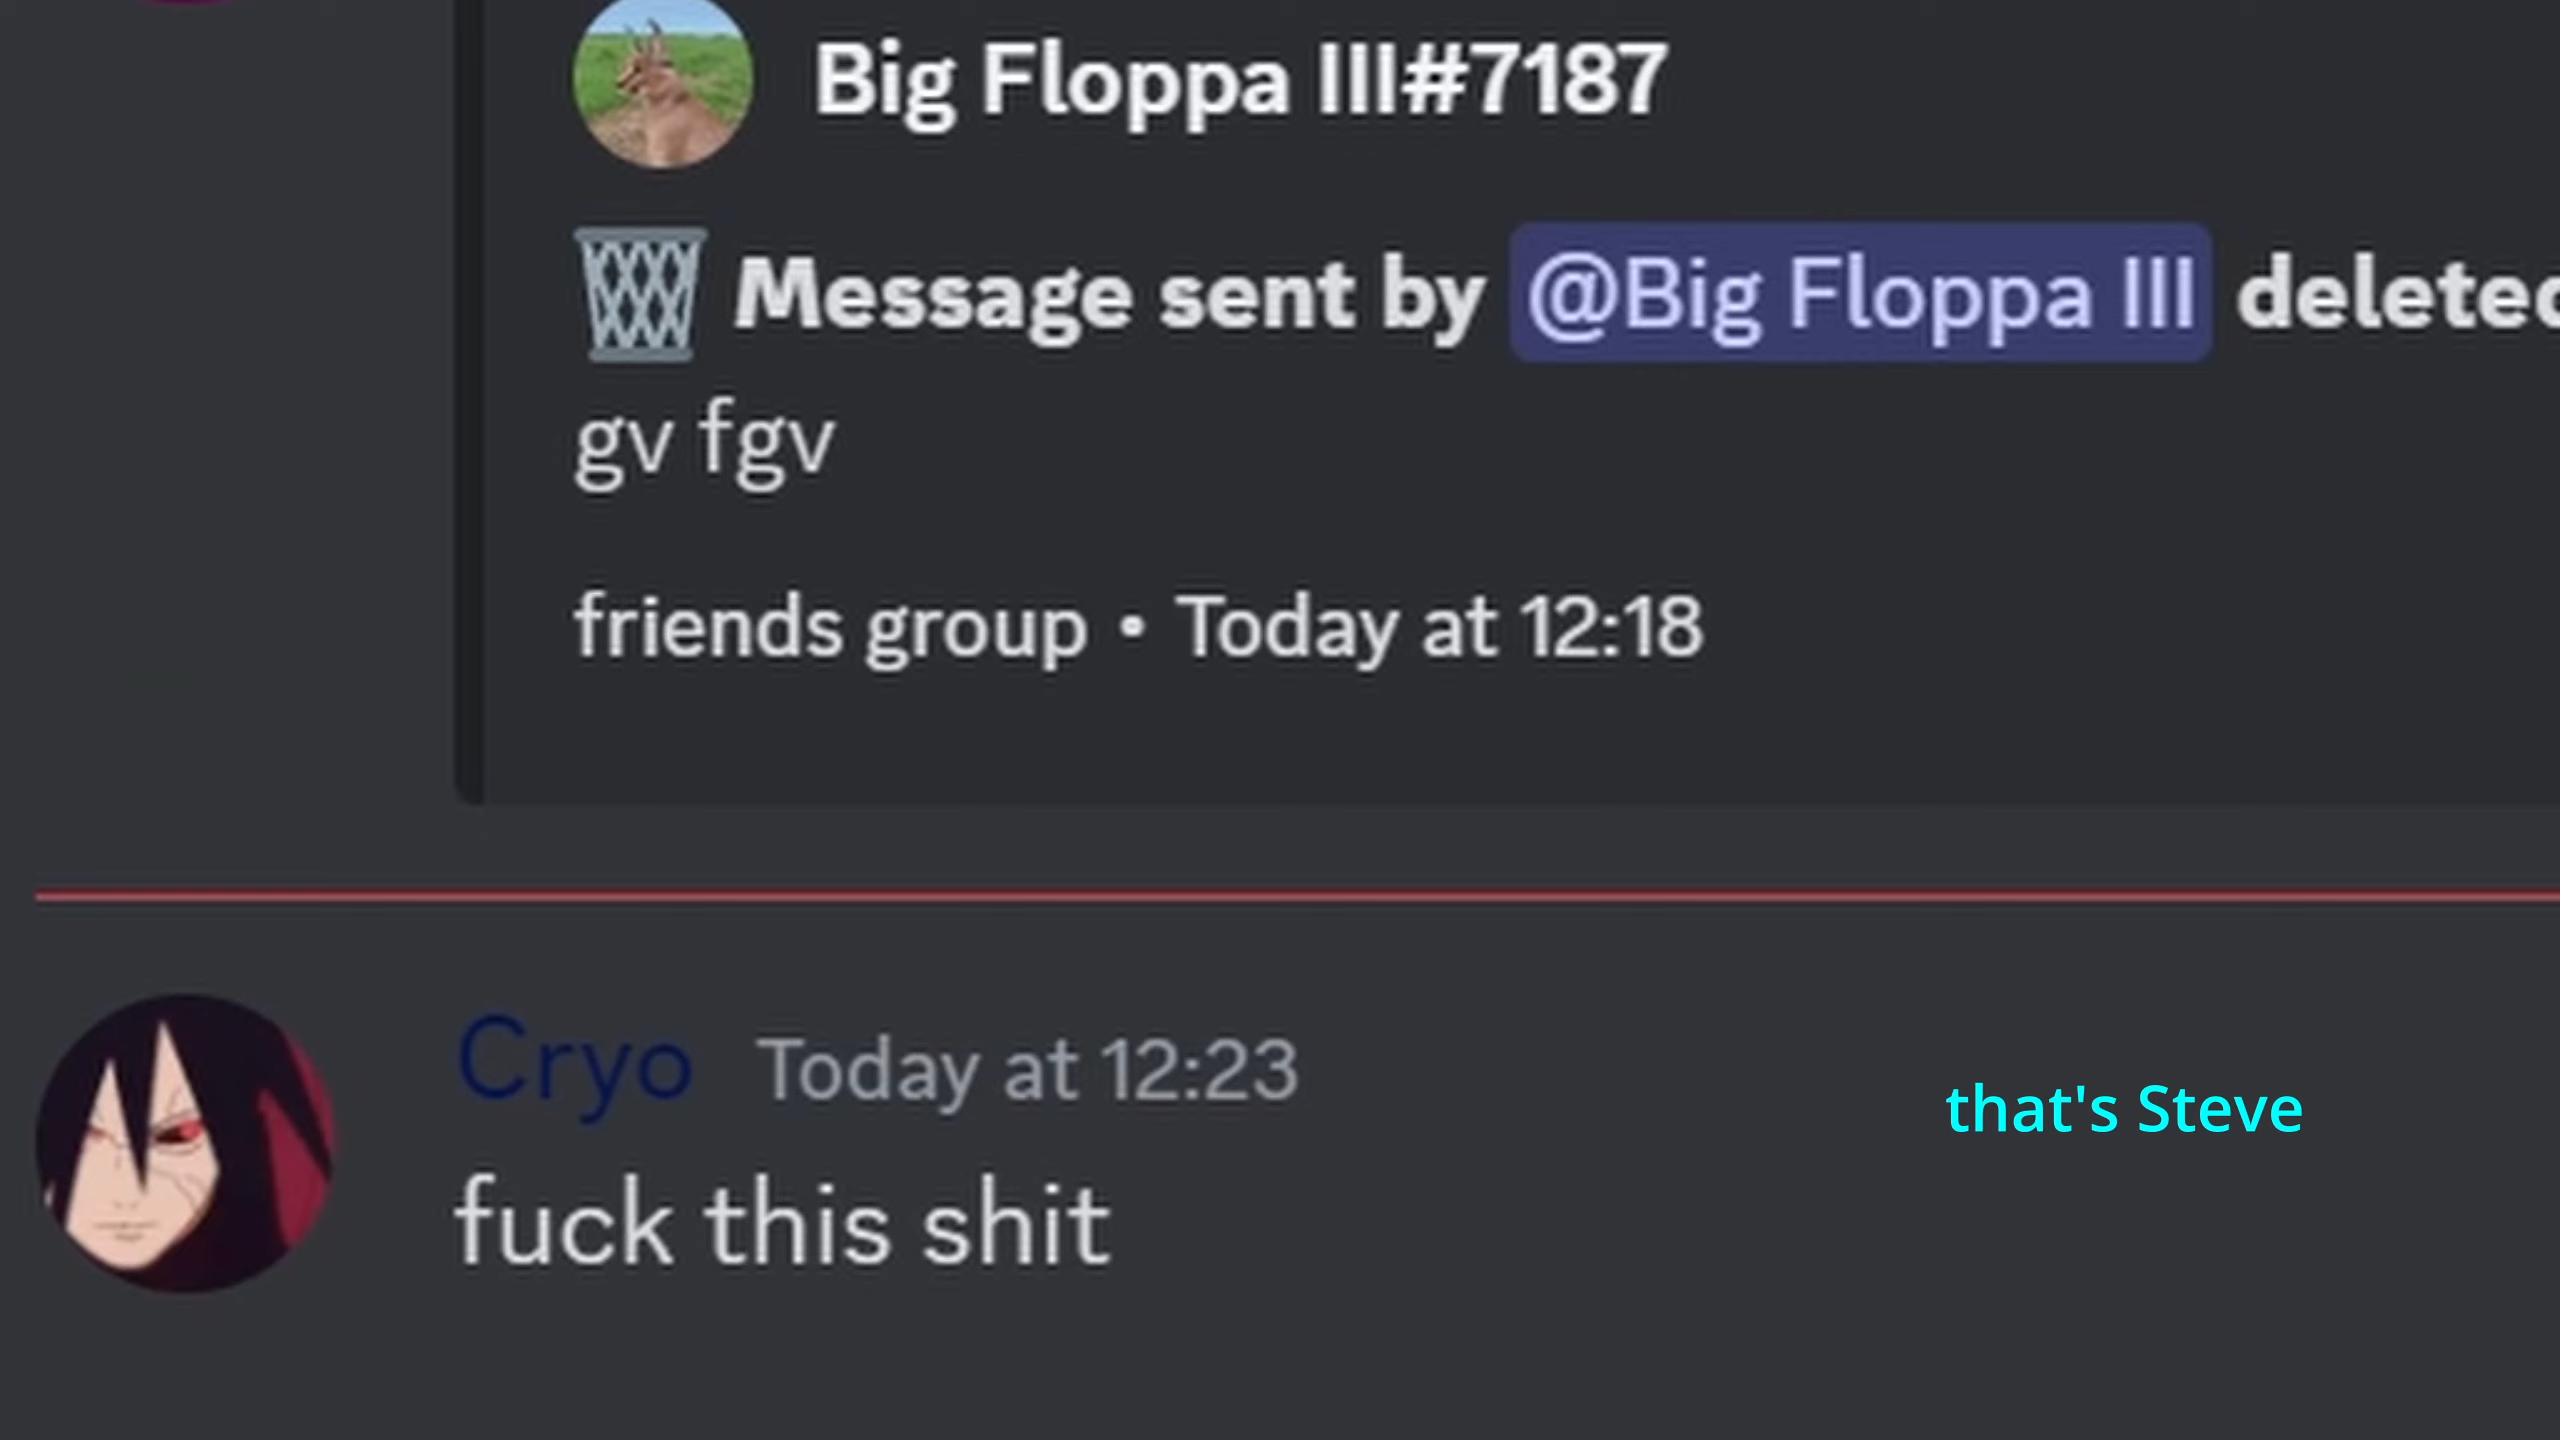 Big Floppa III#7187
Message sent by @Big Floppa III deleted
gv fgv
friends group • Today at 12:18
Cryo Today at 12:23
that's Steve
fuck this shit